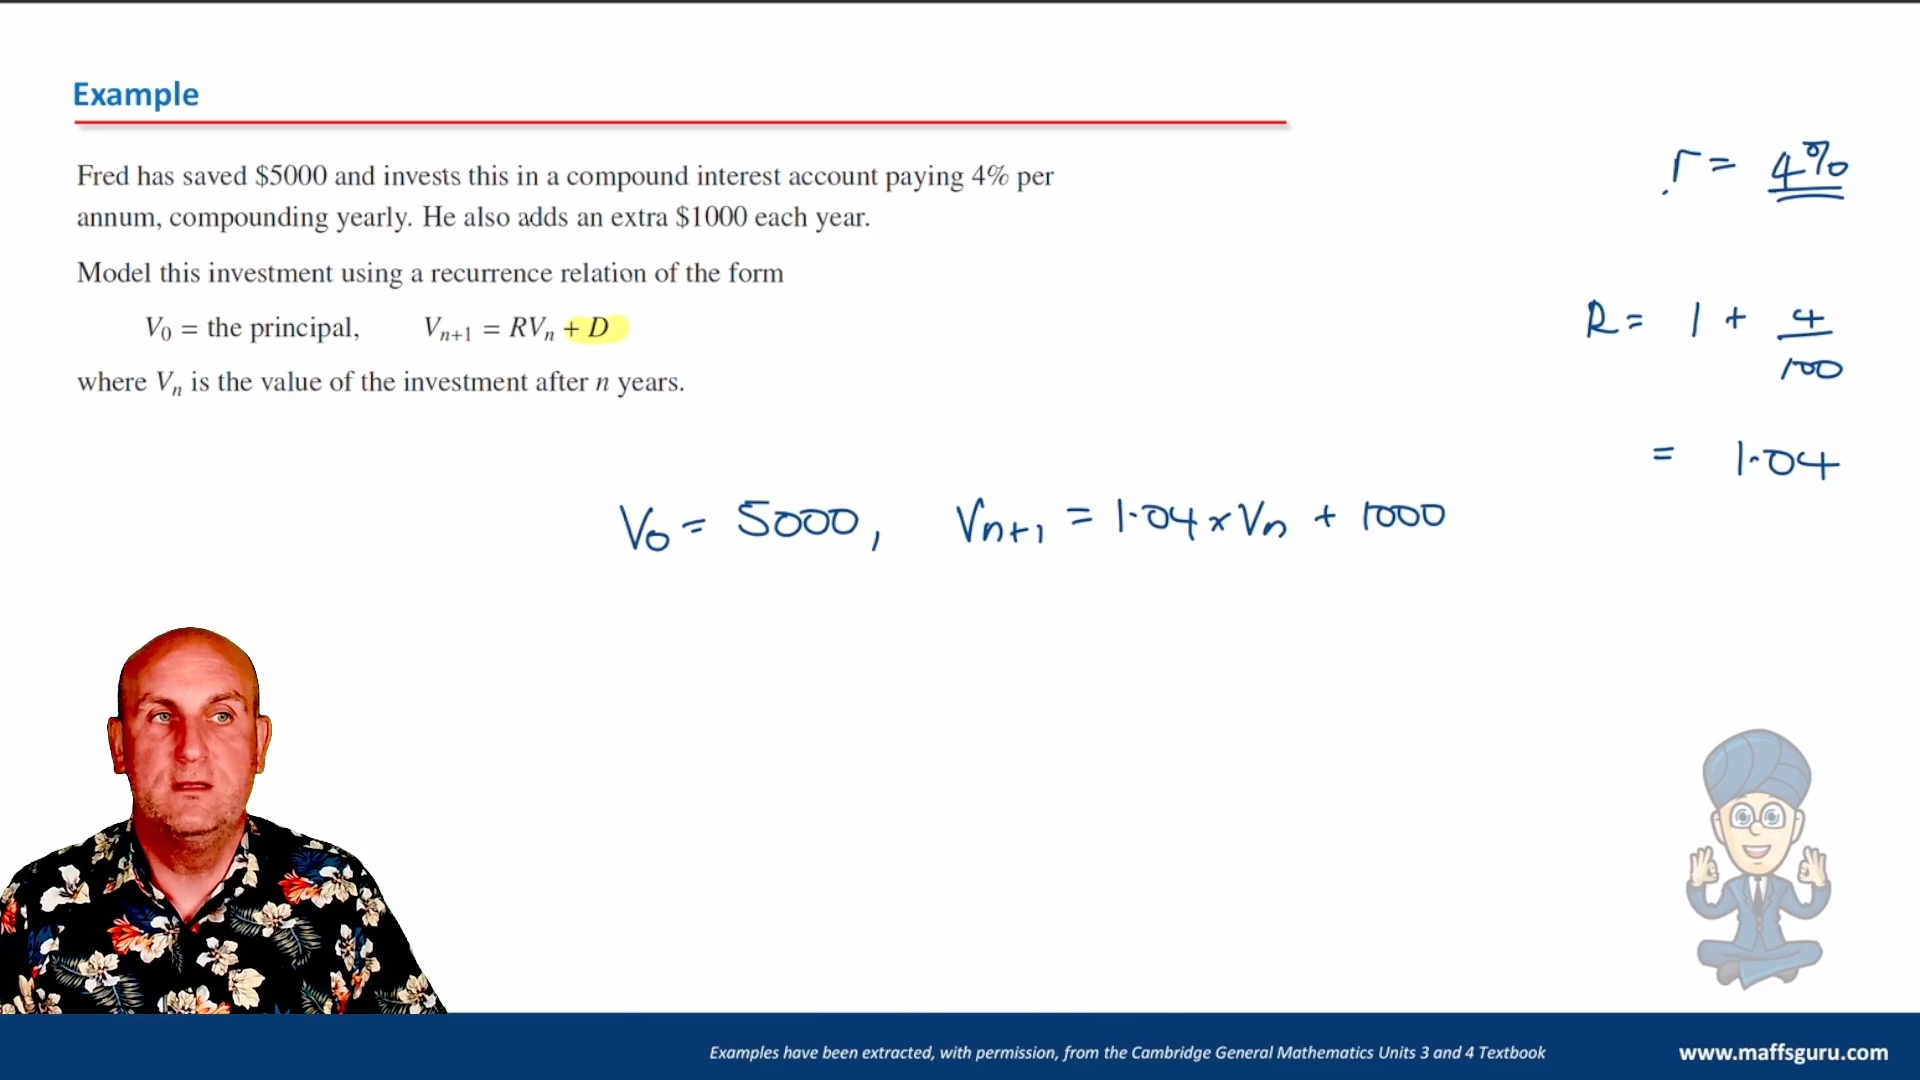 Example
Fred has saved $5000 and invests this in a compound interest account paying 4% per
annum, compounding yearly. He also adds an extra $1000 each year.
Model this investment using a recurrence relation of the form
V₀ = the principal, Vₙ₊₁ = RVₙ + D
where Vₙ is the value of the investment after n years.
r = 4%
R = 1 + 4/100
= 1.04
V₀ = 5000, Vₙ₊₁ = 1.04 × Vₙ + 1000
Examples have been extracted, with permission, from the Cambridge General Mathematics Units 3 and 4 Textbook
www.maffsguru.com